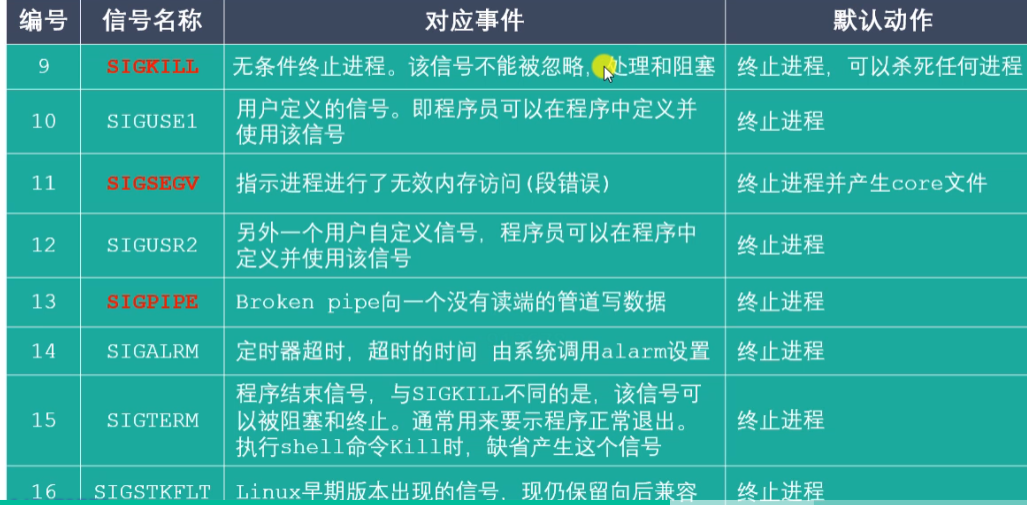 编号 信号名称 对应事件 默认动作
9 SIGKILL 无条件终止进程。该信号不能被忽略,处理和阻塞 终止进程，可以杀死任何进程
10 SIGUSE1 用户定义的信号。即程序员可以在程序中定义并
使用该信号 终止进程
11 SIGSEGV 指示进程进行了无效内存访问(段错误) 终止进程并产生core文件
12 SIGUSR2 另外一个用户自定义信号，程序员可以在程序中
定义并使用该信号 终止进程
13 SIGPIPE Broken pipe向一个没有读端的管道写数据 终止进程
14 SIGALRM 定时器超时，超时的时间 由系统调用alarm设置 终止进程
15 SIGTERM 程序结束信号，与SIGKILL不同的是，该信号可
以被阻塞和终止。通常用来要示程序正常退出。
执行shell命令Kill时，缺省产生这个信号 终止进程
16 SIGSTKFLT Linux早期版本出现的信号，现仍保留向后兼容 终止进程